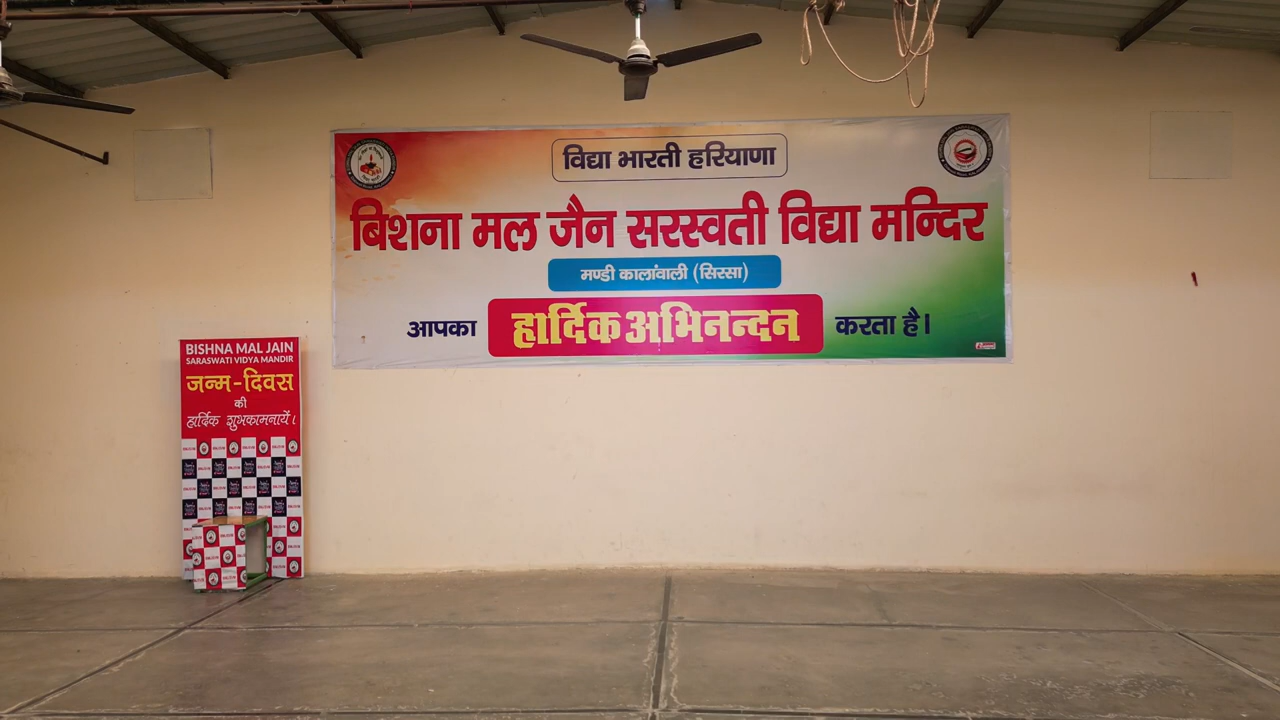 विद्या भारती हरियाणा
बिशना मल जैन सरस्वती विद्या मन्दिर
मण्डी कालांवाली (सिरसा)
आपका हार्दिक अभिनन्दन करता है।
BISHNA MAL JAIN
SARASWATI VIDYA MANDIR
जन्म-दिवस
की
हार्दिक शुभकामनायें।